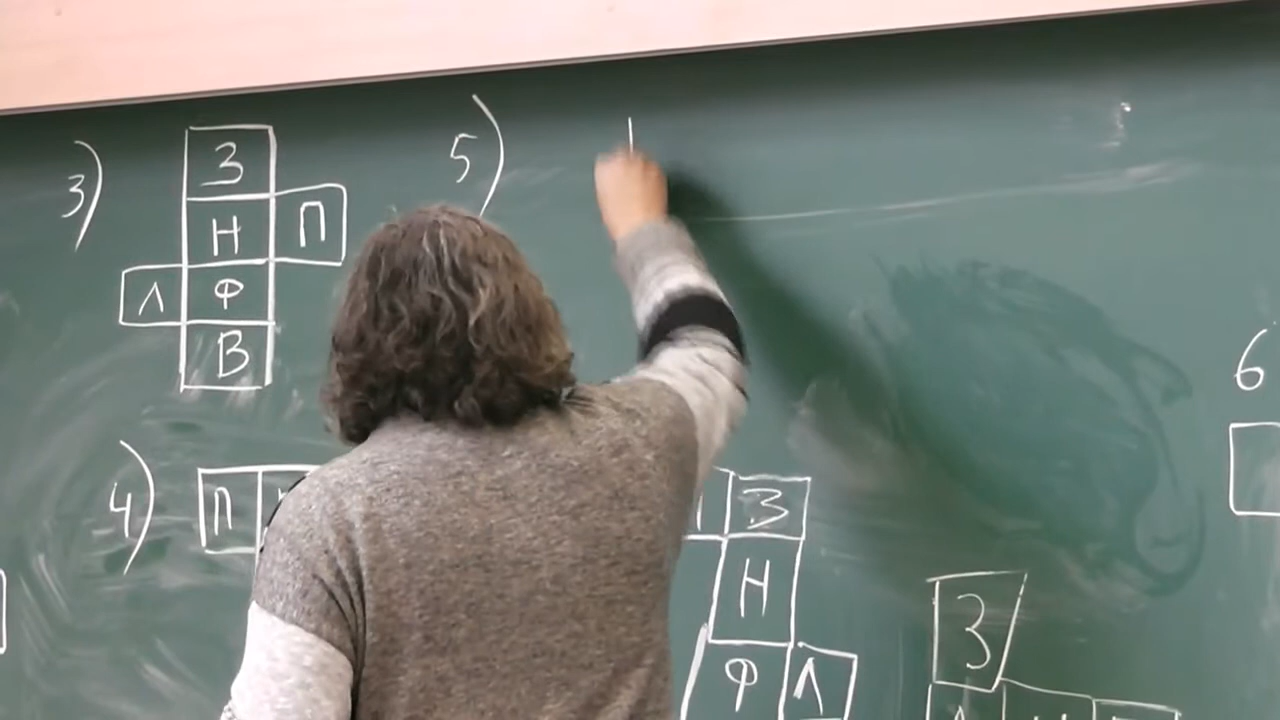 3)
З
Н П
Л Ф
В
5)
4)
П
З
Н
Ф Л
6
З